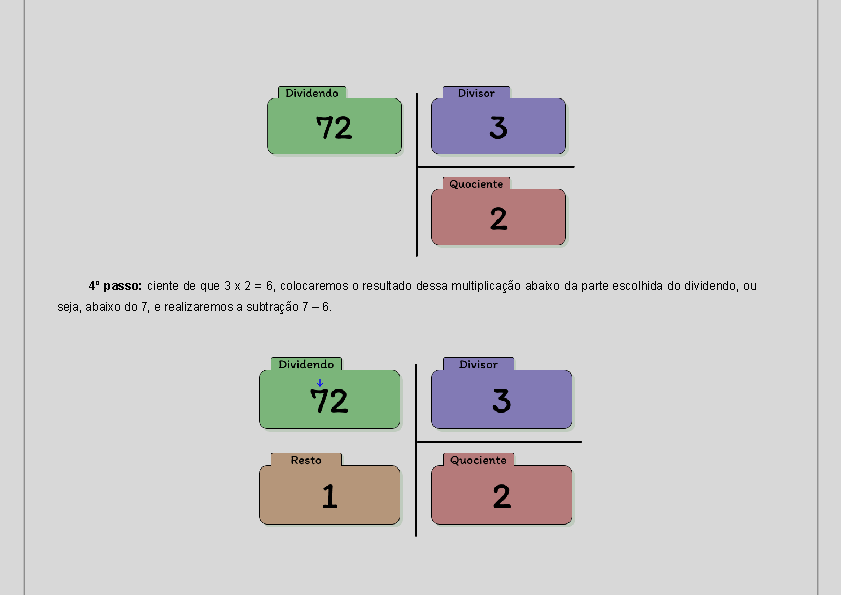 Dividendo
Divisor
72
3
Quociente
2
4º passo: ciente de que 3 x 2 = 6, colocaremos o resultado dessa multiplicação abaixo da parte escolhida do dividendo, ou
seja, abaixo do 7, e realizaremos a subtração 7 – 6.
Dividendo
Divisor
72
3
Resto
Quociente
1
2